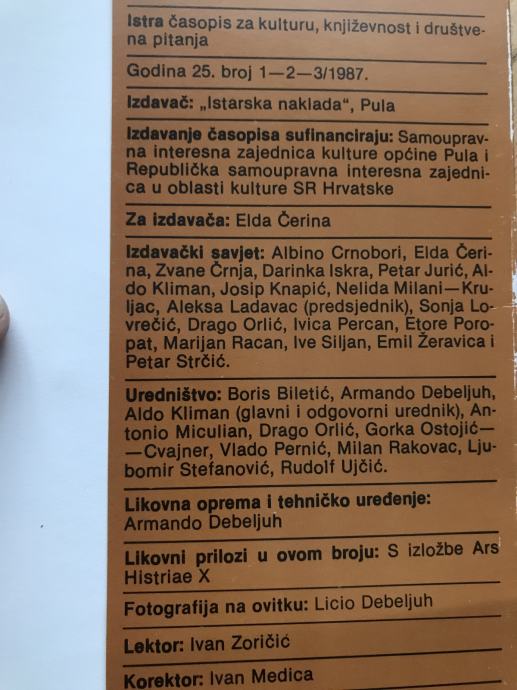 Istra časopis za kulturu, književnost i društve-
na pitanja
Godina 25. broj 1—2—3/1987.
Izdavač: „Istarska naklada“, Pula
Izdavanje časopisa sufinanciraju: Samouprav-
na interesna zajednica kulture općine Pula i
Republička samoupravna interesna zajedni-
ca u oblasti kulture SR Hrvatske
Za izdavača: Elda Čerina
Izdavački savjet: Albino Crnobori, Elda Čeri-
na, Zvane Črnja, Darinka Iskra, Petar Jurić, Al-
do Kliman, Josip Knapić, Nelida Milani—Kru-
ljac, Aleksa Ladavac (predsjednik), Sonja Lo-
vrečić, Drago Orlić, Ivica Percan, Etore Poro-
pat, Marijan Racan, Ive Siljan, Emil Žeravica i
Petar Strčić.
Uredništvo: Boris Biletić, Armando Debeljuh,
Aldo Kliman (glavni i odgovorni urednik), An-
tonio Miculian, Drago Orlić, Gorka Ostojić—
—Cvajner, Vlado Pernić, Milan Rakovac, Lju-
bomir Stefanović, Rudolf Ujčić.
Likovna oprema i tehničko uređenje:
Armando Debeljuh
Likovni prilozi u ovom broju: S izložbe Ars
Histriae X
Fotografija na ovitku: Licio Debeljuh
Lektor: Ivan Zoričić
Korektor: Ivan Medica